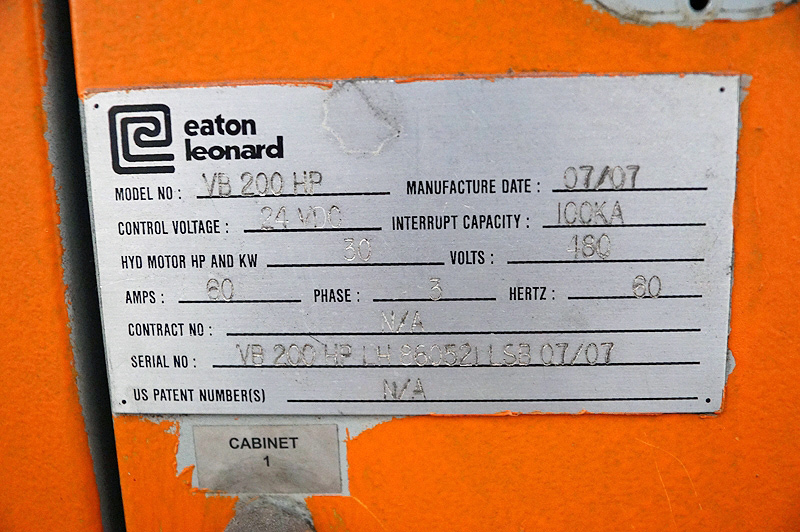 eaton
leonard
MODEL NO : VB 200 HP MANUFACTURE DATE : 07/07
CONTROL VOLTAGE : 24 VDC INTERRUPT CAPACITY : 100KA
HYD MOTOR HP AND KW 30 VOLTS : 480
AMPS : 60 PHASE : 3 HERTZ : 60
CONTRACT NO : N/A
SERIAL NO : VB 200 HP LH 860521 LSB 07/07
US PATENT NUMBER(S) N/A
CABINET
1